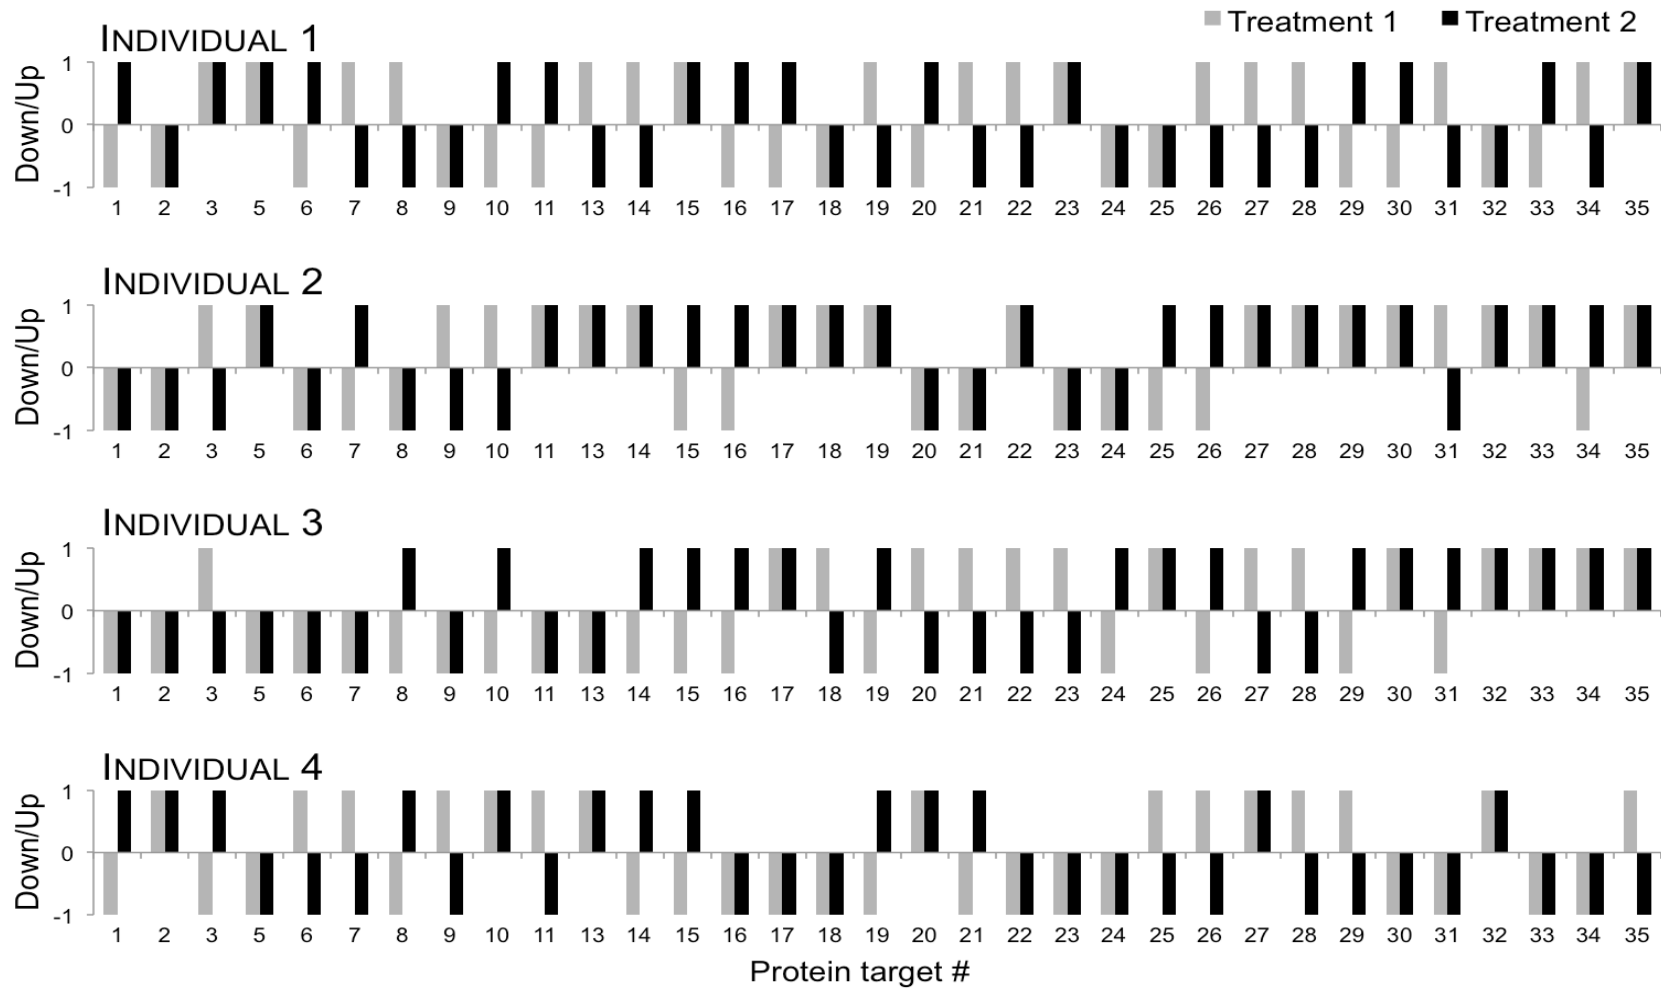 Treatment 1 Treatment 2
INDIVIDUAL 1
Down/Up
1
0
-1
1 2 3 5 6 7 8 9 10 11 13 14 15 16 17 18 19 20 21 22 23 24 25 26 27 28 29 30 31 32 33 34 35
INDIVIDUAL 2
Down/Up
1
0
-1
1 2 3 5 6 7 8 9 10 11 13 14 15 16 17 18 19 20 21 22 23 24 25 26 27 28 29 30 31 32 33 34 35
INDIVIDUAL 3
Down/Up
1
0
-1
1 2 3 5 6 7 8 9 10 11 13 14 15 16 17 18 19 20 21 22 23 24 25 26 27 28 29 30 31 32 33 34 35
INDIVIDUAL 4
Down/Up
1
0
-1
1 2 3 5 6 7 8 9 10 11 13 14 15 16 17 18 19 20 21 22 23 24 25 26 27 28 29 30 31 32 33 34 35
Protein target #